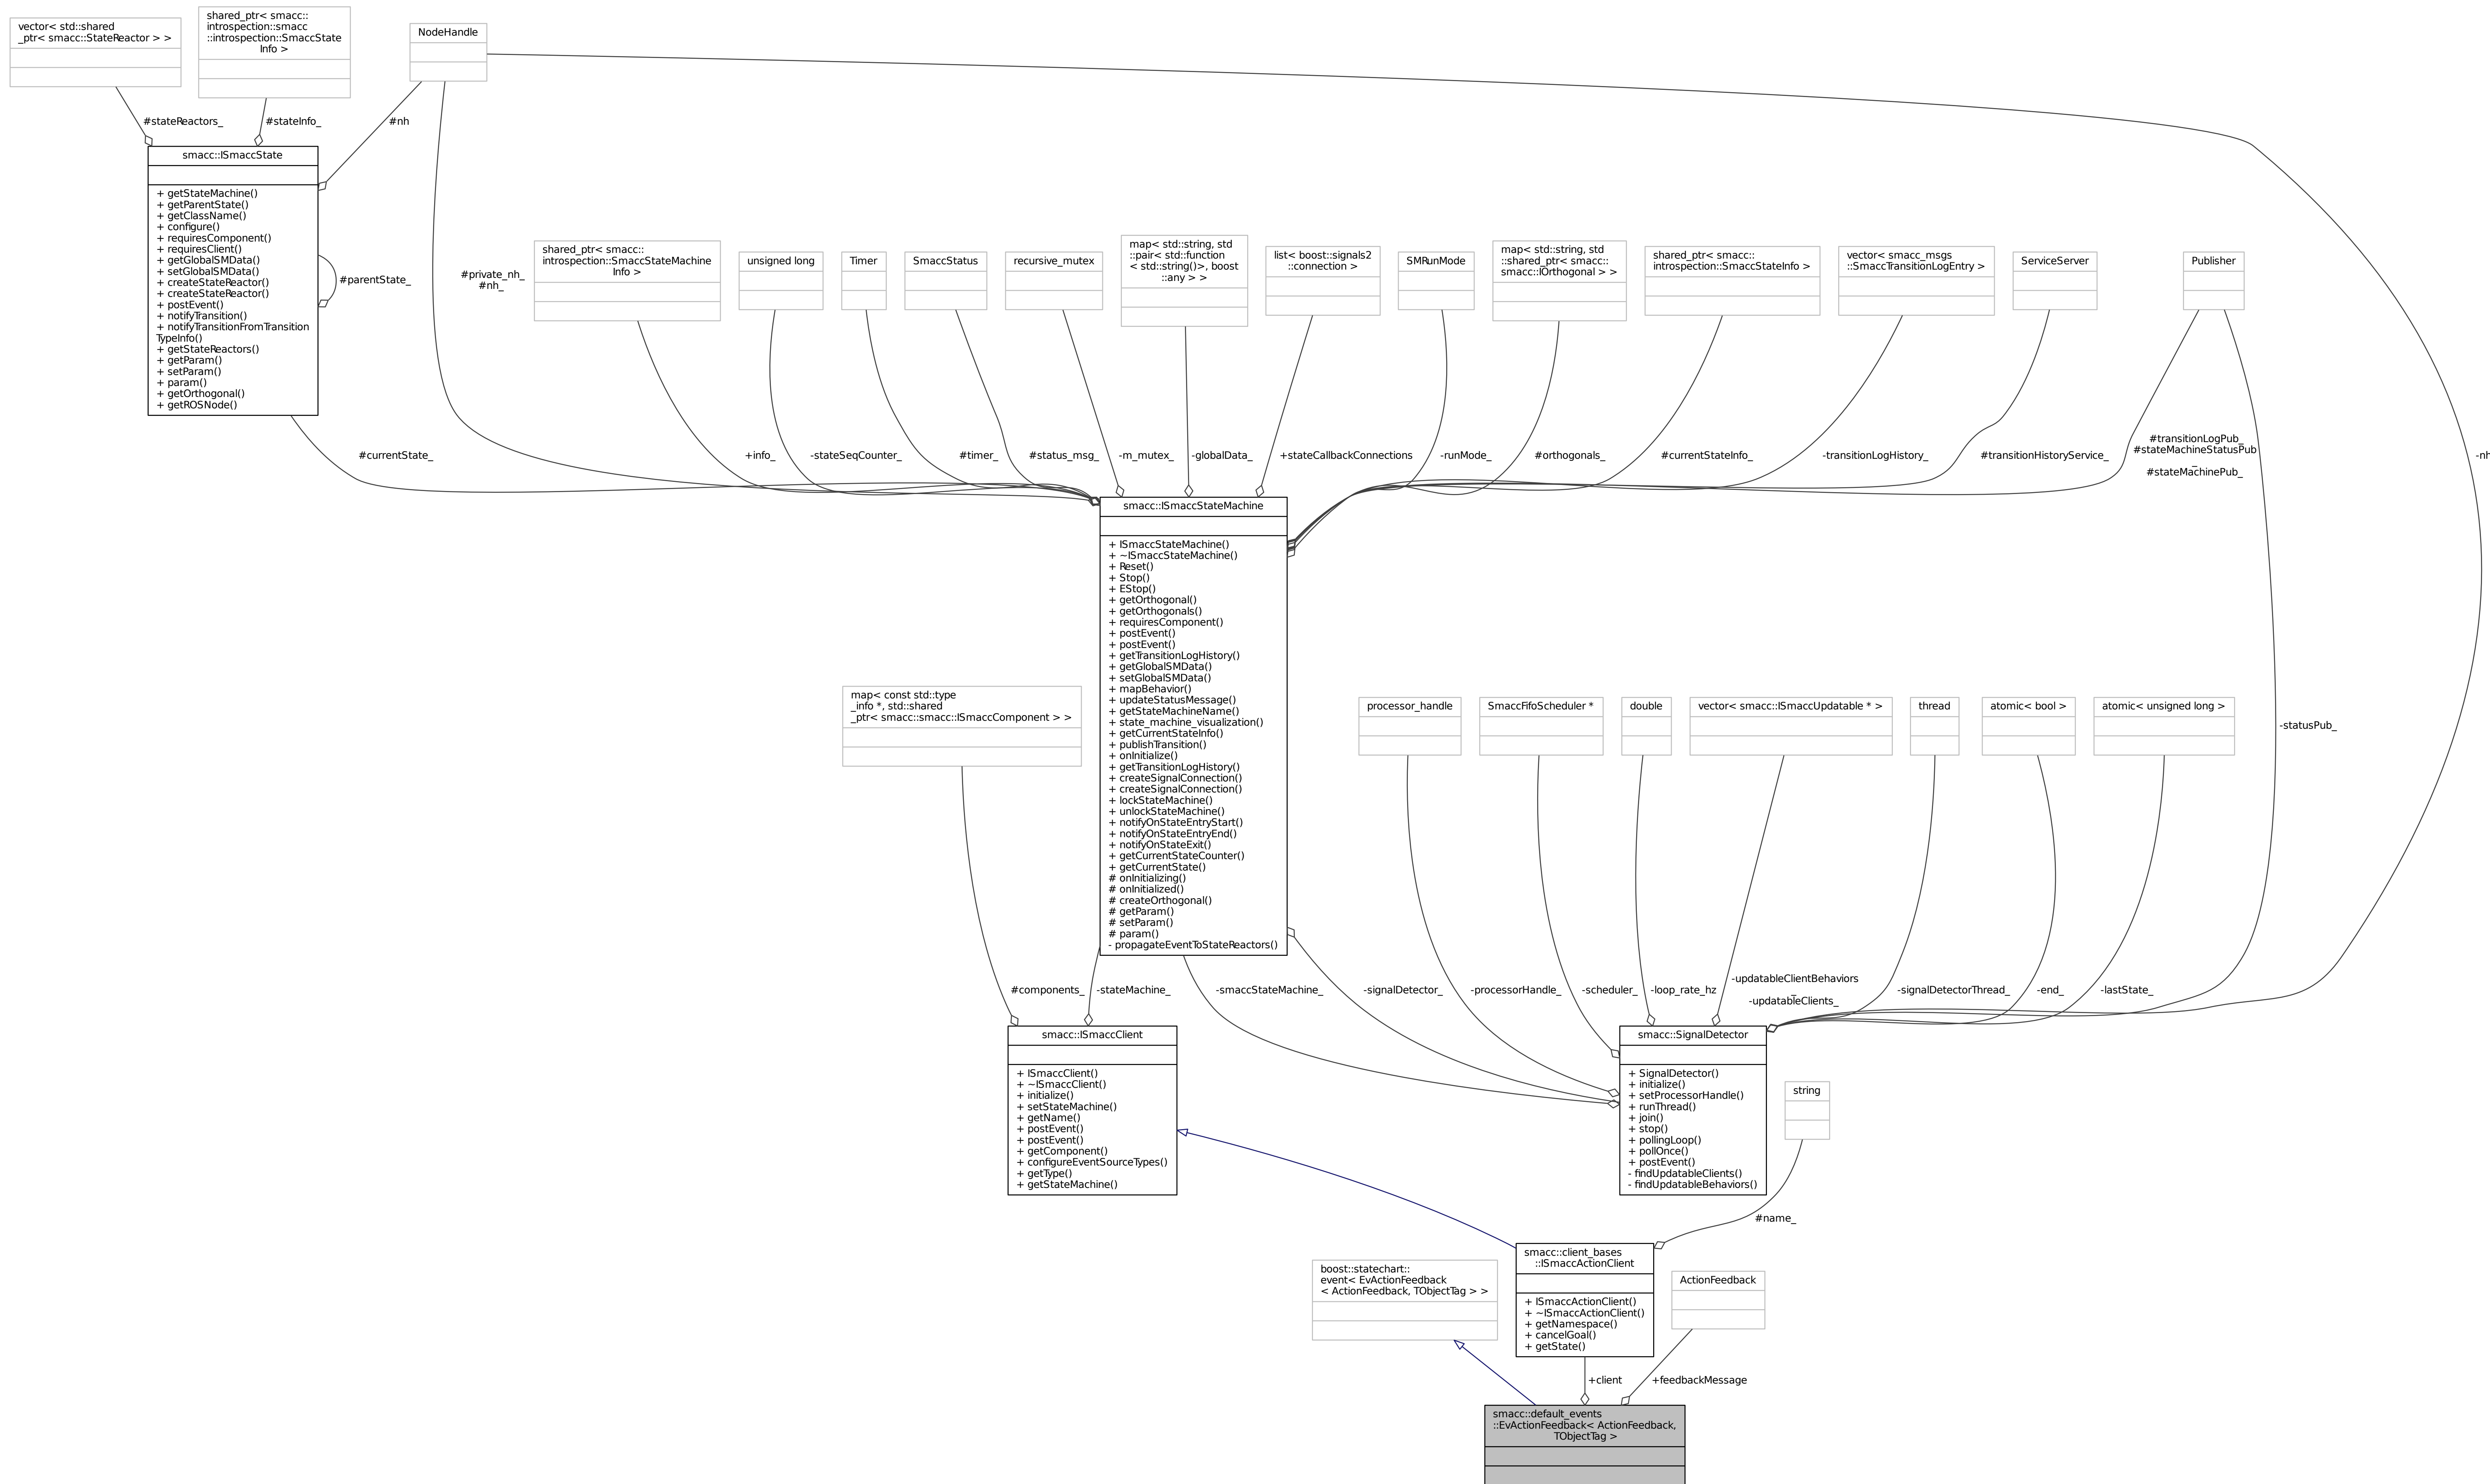 vector< std::shared
_ptr< smacc::StateReactor > >
shared_ptr< smacc::
introspection::smacc
::introspection::SmaccState
Info >
NodeHandle
#stateReactors_
#stateInfo_
#nh
smacc::ISmaccState
+ getStateMachine()
+ getParentState()
+ getClassName()
+ configure()
+ requiresComponent()
+ requiresClient()
+ getGlobalSMData()
+ setGlobalSMData()
+ createStateReactor()
+ createStateReactor()
+ postEvent()
+ notifyTransition()
+ notifyTransitionFromTransition
TypeInfo()
+ getStateReactors()
+ getParam()
+ setParam()
+ param()
+ getOrthogonal()
+ getROSNode()
#parentState_
#private_nh_
#nh_
shared_ptr< smacc::
introspection::SmaccStateMachine
Info >
unsigned long
Timer
SmaccStatus
recursive_mutex
map< std::string, std
::pair< std::function
< std::string()>, boost
::any > >
list< boost::signals2
::connection >
SMRunMode
map< std::string, std
::shared_ptr< smacc::
smacc::IOrthogonal > >
shared_ptr< smacc::
introspection::SmaccStateInfo >
vector< smacc_msgs
::SmaccTransitionLogEntry >
ServiceServer
Publisher
#currentState_
+info_
-stateSeqCounter_
#timer_
#status_msg_
-m_mutex_
-globalData_
+stateCallbackConnections
-runMode_
#orthogonals_
#currentStateInfo_
-transitionLogHistory_
#transitionHistoryService_
#transitionLogPub_
#stateMachineStatusPub
_
#stateMachinePub_
-nh
smacc::ISmaccStateMachine
+ ISmaccStateMachine()
+ ~ISmaccStateMachine()
+ Reset()
+ Stop()
+ EStop()
+ getOrthogonal()
+ getOrthogonals()
+ requiresComponent()
+ postEvent()
+ postEvent()
+ getTransitionLogHistory()
+ getGlobalSMData()
+ setGlobalSMData()
+ mapBehavior()
+ updateStatusMessage()
+ getStateMachineName()
+ state_machine_visualization()
+ getCurrentStateInfo()
+ publishTransition()
+ onInitialize()
+ getTransitionLogHistory()
+ createSignalConnection()
+ createSignalConnection()
+ lockStateMachine()
+ unlockStateMachine()
+ notifyOnStateEntryStart()
+ notifyOnStateEntryEnd()
+ notifyOnStateExit()
+ getCurrentStateCounter()
+ getCurrentState()
# onInitializing()
# onInitialized()
# createOrthogonal()
# getParam()
# setParam()
# param()
- propagateEventToStateReactors()
map< const std::type
_info *, std::shared
_ptr< smacc::smacc::ISmaccComponent > >
processor_handle
SmaccFifoScheduler *
double
vector< smacc::ISmaccUpdatable * >
thread
atomic< bool >
atomic< unsigned long >
-statusPub_
#components_
-stateMachine_
-smaccStateMachine_
-signalDetector_
-processorHandle_
-scheduler_
-loop_rate_hz
-updatableClientBehaviors
_
-updatableClients_
-signalDetectorThread_
-end_
-lastState_
smacc::ISmaccClient
+ ISmaccClient()
+ ~ISmaccClient()
+ initialize()
+ setStateMachine()
+ getName()
+ postEvent()
+ postEvent()
+ getComponent()
+ configureEventSourceTypes()
+ getType()
+ getStateMachine()
smacc::SignalDetector
+ SignalDetector()
+ initialize()
+ setProcessorHandle()
+ runThread()
+ join()
+ stop()
+ pollingLoop()
+ pollOnce()
+ postEvent()
- findUpdatableClients()
- findUpdatableBehaviors()
string
#name_
boost::statechart::
event< EvActionFeedback
< ActionFeedback, TObjectTag > >
smacc::client_bases
::ISmaccActionClient
+ ISmaccActionClient()
+ ~ISmaccActionClient()
+ getNamespace()
+ cancelGoal()
+ getState()
ActionFeedback
+client
+feedbackMessage
smacc::default_events
::EvActionFeedback< ActionFeedback,
TObjectTag >